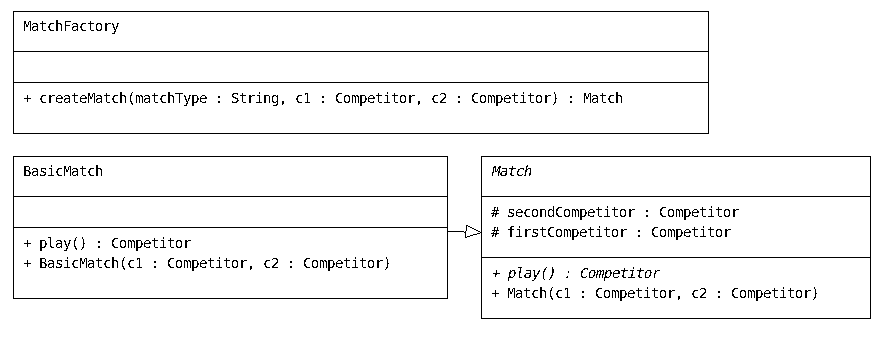 MatchFactory
+ createMatch(matchType : String, c1 : Competitor, c2 : Competitor) : Match
BasicMatch
+ play() : Competitor
+ BasicMatch(c1 : Competitor, c2 : Competitor)
Match
# secondCompetitor : Competitor
# firstCompetitor : Competitor
+ play() : Competitor
+ Match(c1 : Competitor, c2 : Competitor)